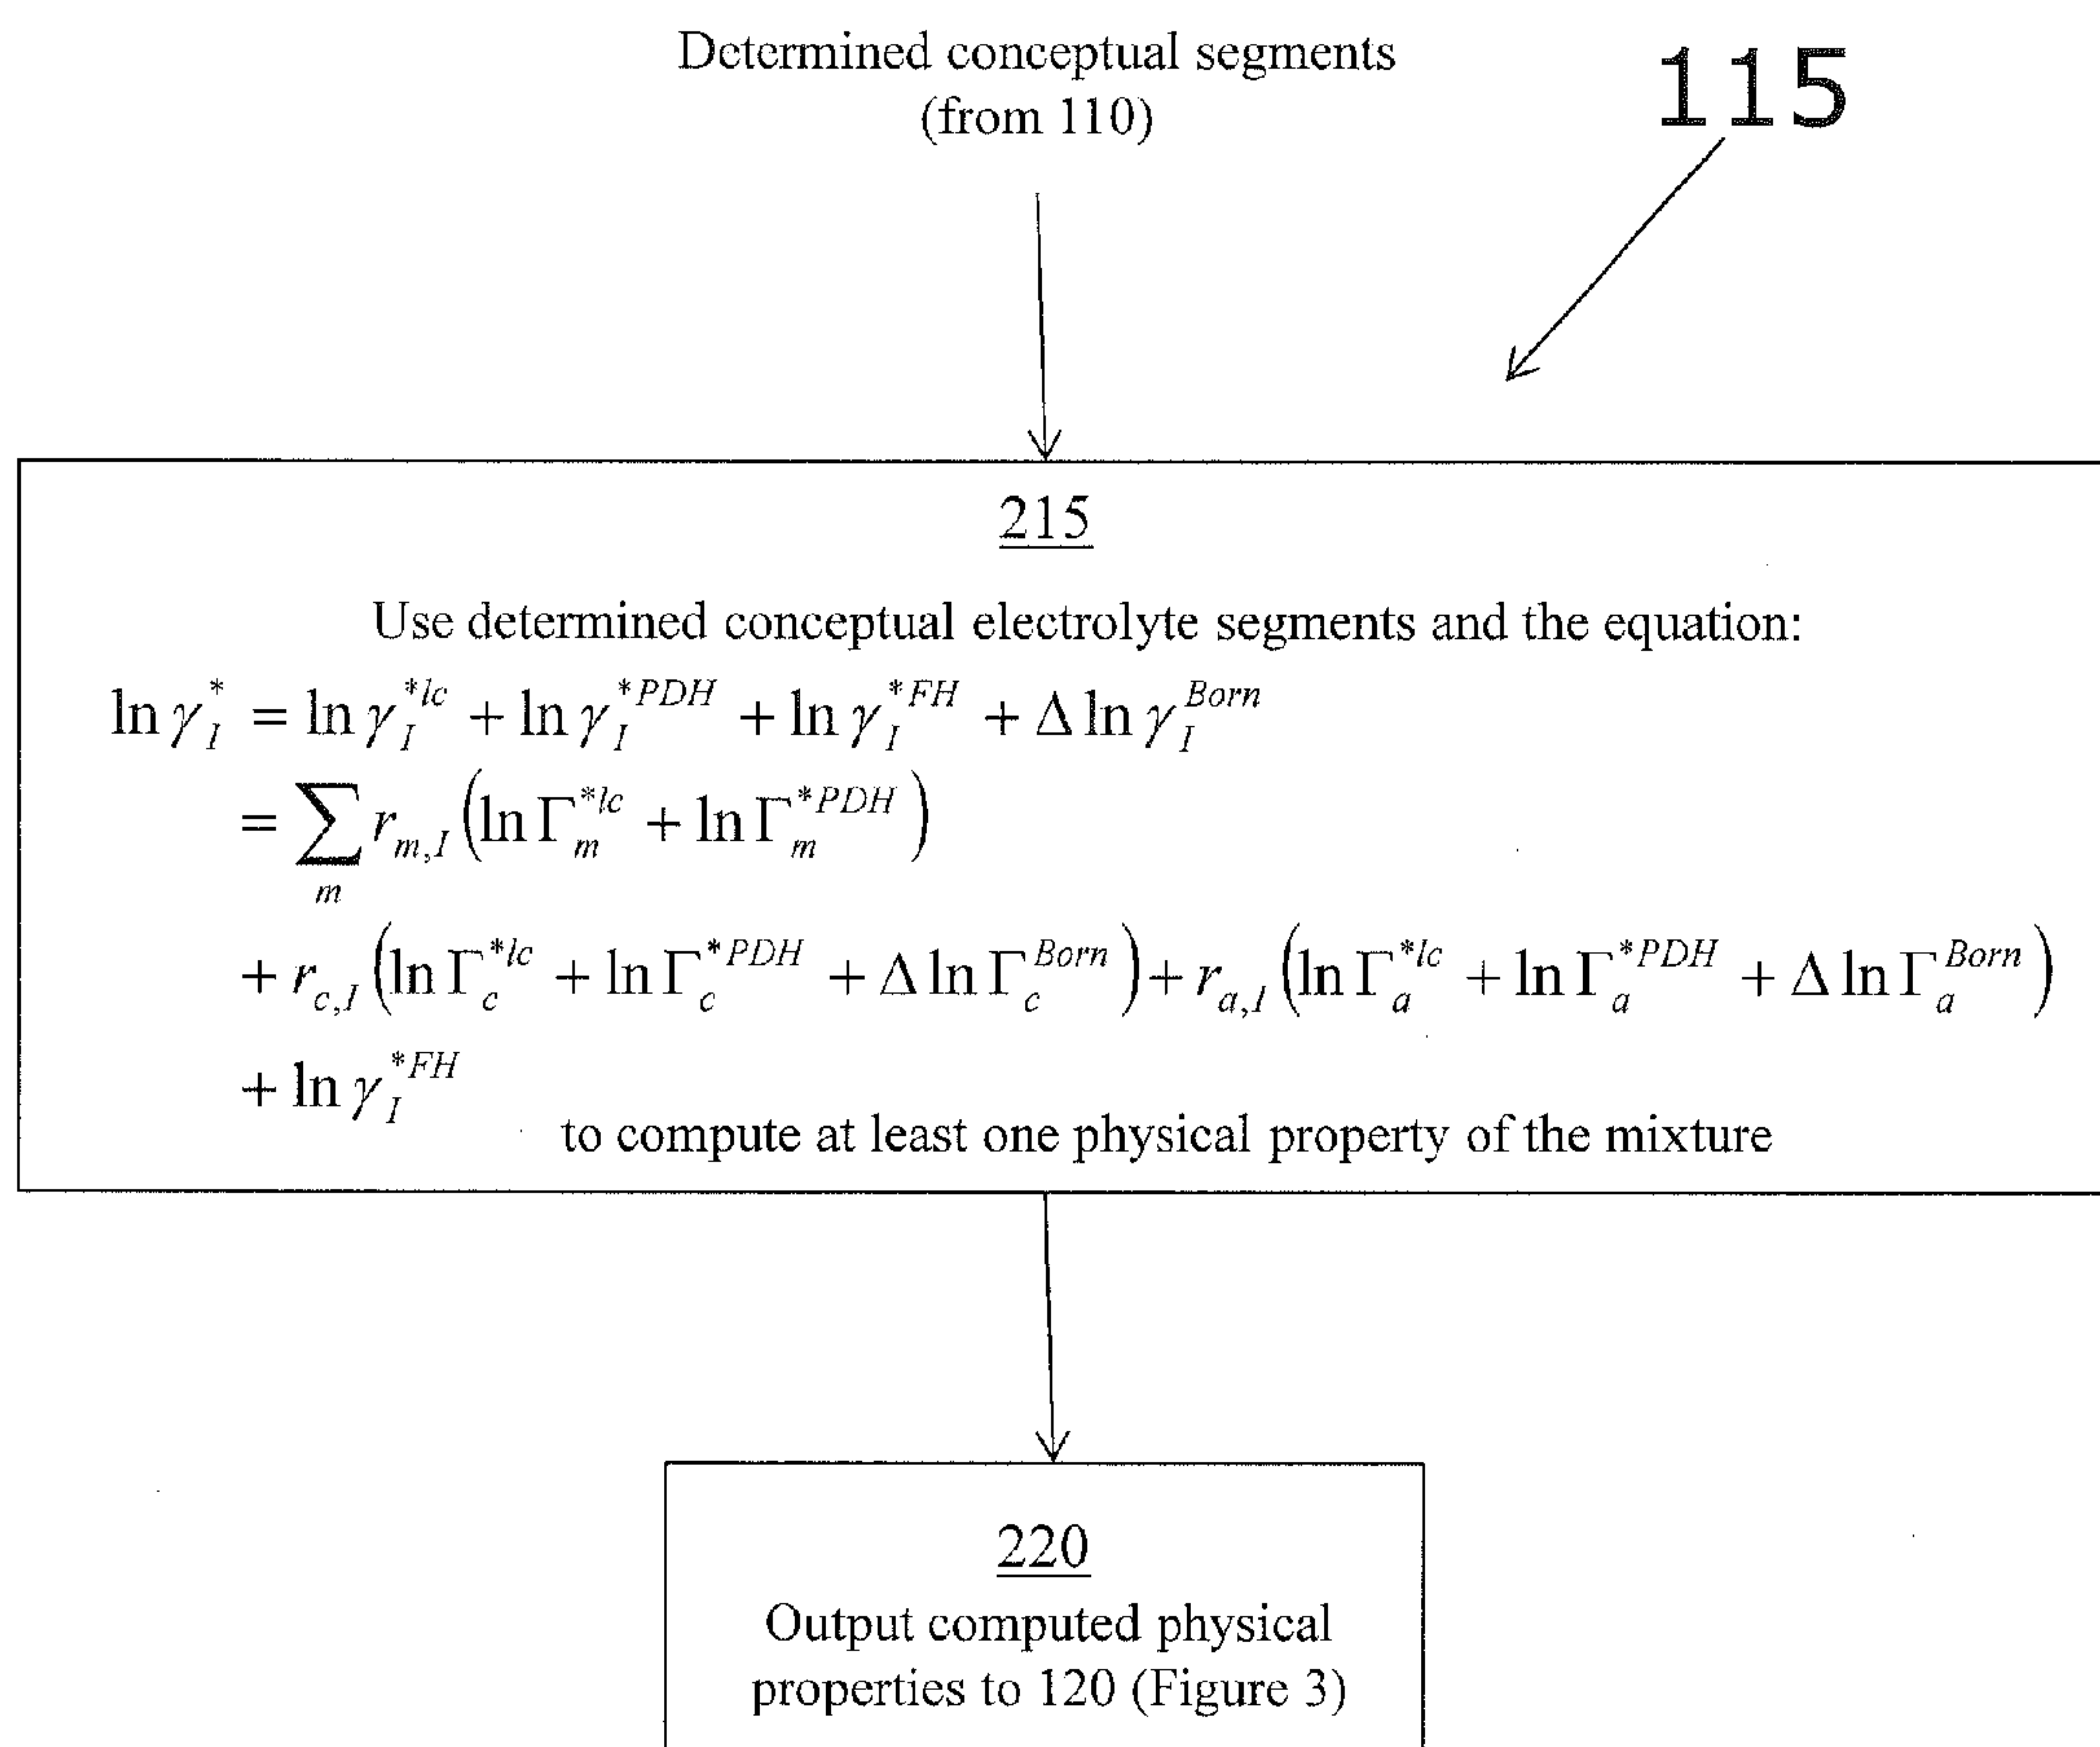 Determined conceptual segments
(from 110)
115
215
Use determined conceptual electrolyte segments and the equation:
ln γ_I^* = ln γ_I^{*lc} + ln γ_I^{*PDH} + ln γ_I^{*FH} + Δ ln γ_I^{Born}
= ∑_m r_{m,I} (ln Γ_m^{*lc} + ln Γ_m^{*PDH})
+ r_{c,I} (ln Γ_c^{*lc} + ln Γ_c^{*PDH} + Δ ln Γ_c^{Born}) + r_{a,I} (ln Γ_a^{*lc} + ln Γ_a^{*PDH} + Δ ln Γ_a^{Born})
+ ln γ_I^{*FH}
to compute at least one physical property of the mixture
220
Output computed physical
properties to 120 (Figure 3)